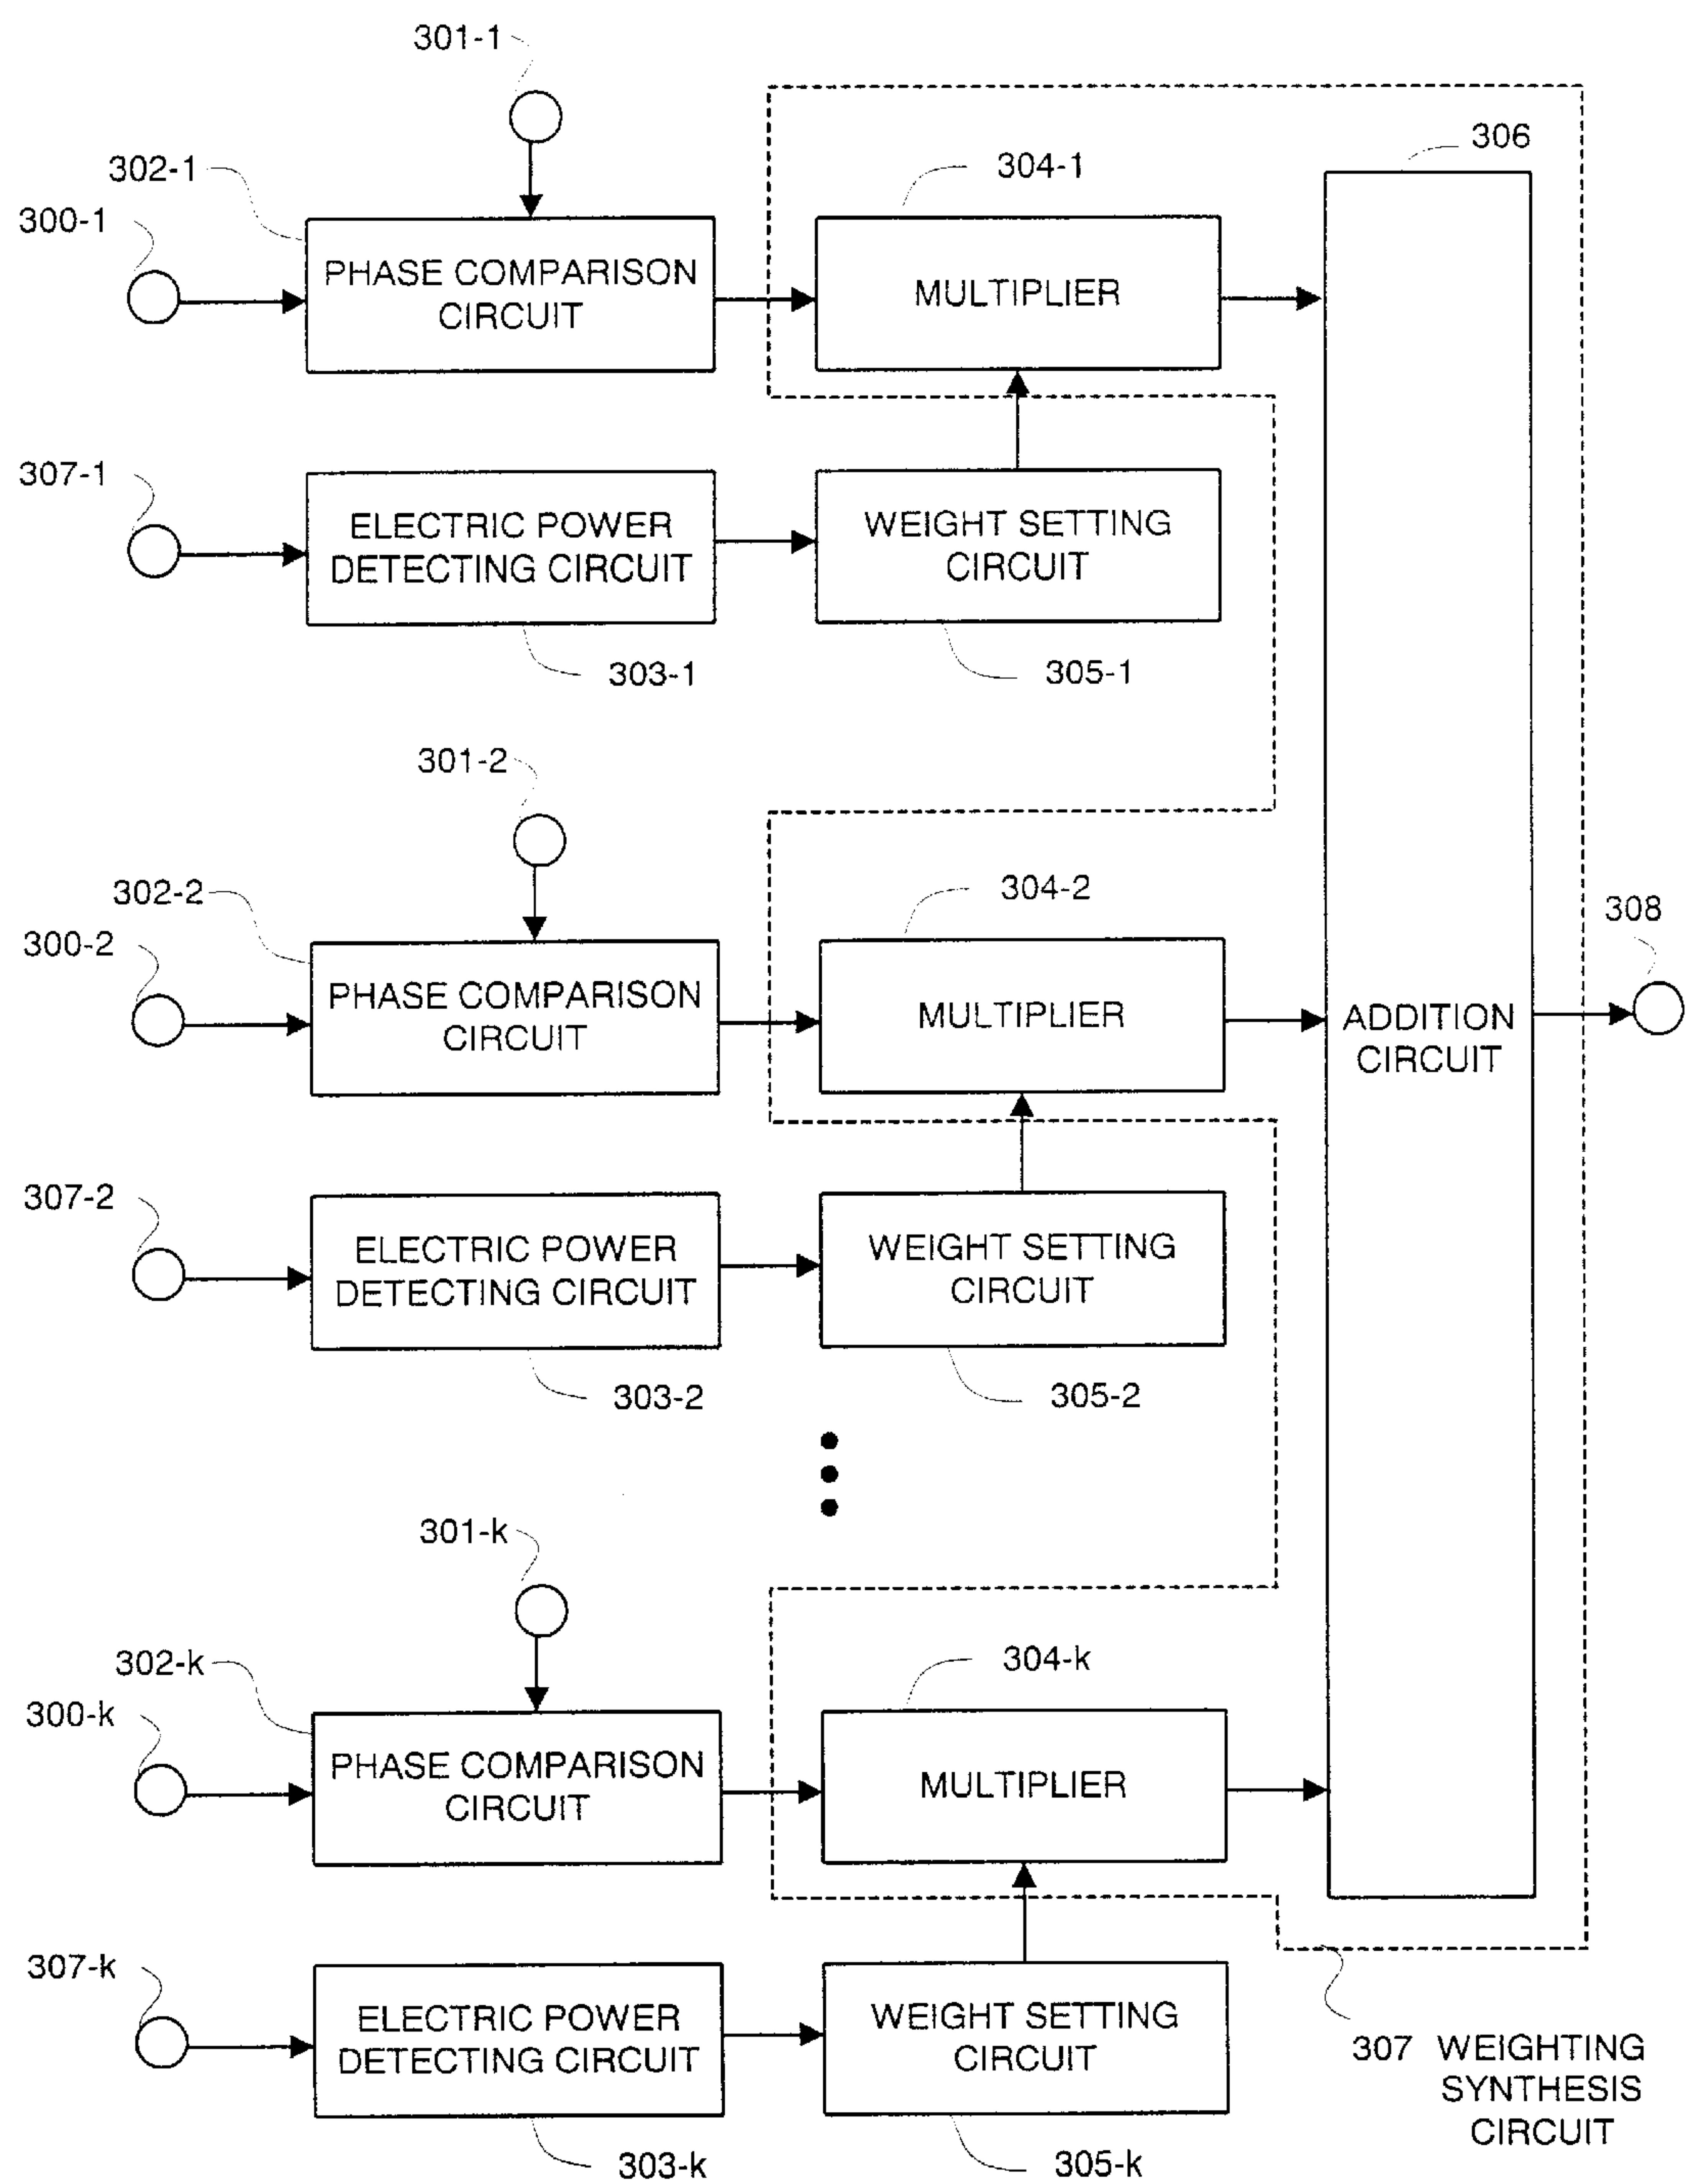 301-1
306
302-1
304-1
300-1
PHASE COMPARISON
CIRCUIT
MULTIPLIER
307-1
ELECTRIC POWER
DETECTING CIRCUIT
WEIGHT SETTING
CIRCUIT
303-1
305-1
301-2
302-2
304-2
308
300-2
PHASE COMPARISON
CIRCUIT
MULTIPLIER
ADDITION
CIRCUIT
307-2
ELECTRIC POWER
DETECTING CIRCUIT
WEIGHT SETTING
CIRCUIT
303-2
305-2
301-k
302-k
304-k
300-k
PHASE COMPARISON
CIRCUIT
MULTIPLIER
307-k
ELECTRIC POWER
DETECTING CIRCUIT
WEIGHT SETTING
CIRCUIT
307 WEIGHTING
SYNTHESIS
CIRCUIT
303-k
305-k